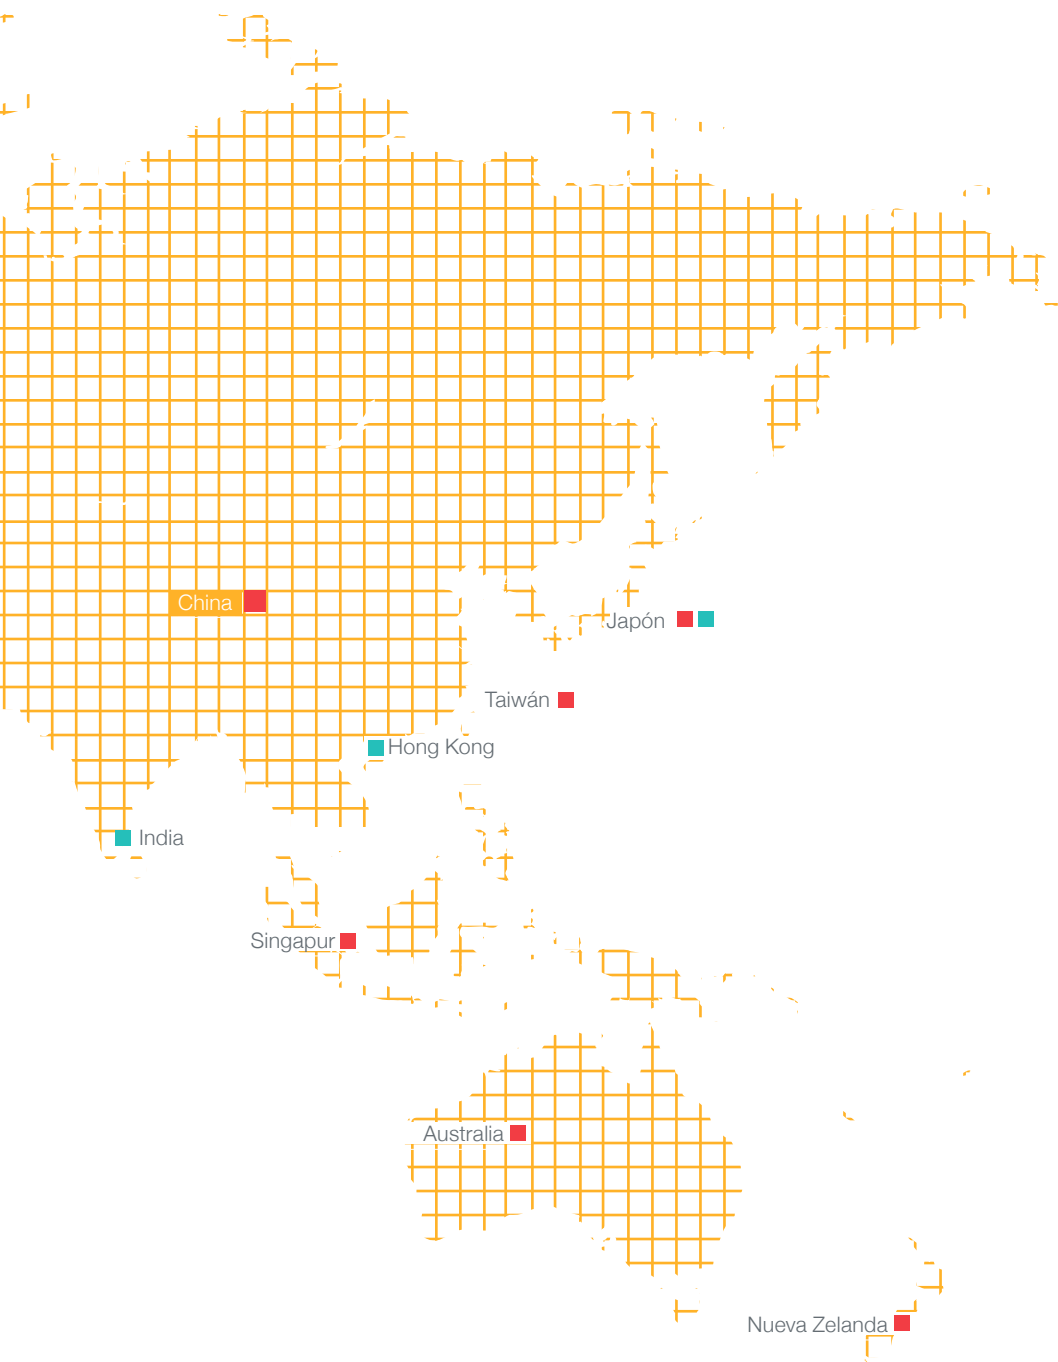 China
Japón
Taiwán
Hong Kong
India
Singapur
Australia
Nueva Zelanda